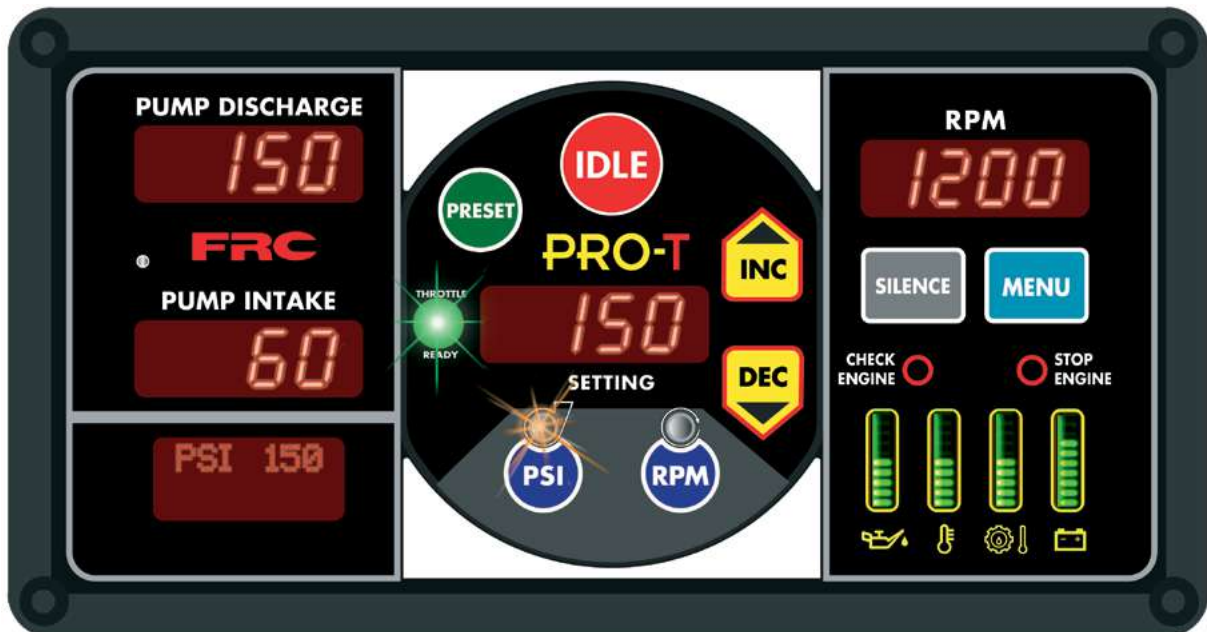 PUMP DISCHARGE
150
FRC
PUMP INTAKE
60
PSI 150
IDLE
PRESET
PRO-T
INC
THROTTLE
READY
150
SETTING
DEC
PSI
RPM
RPM
1200
SILENCE
MENU
CHECK
ENGINE
STOP
ENGINE